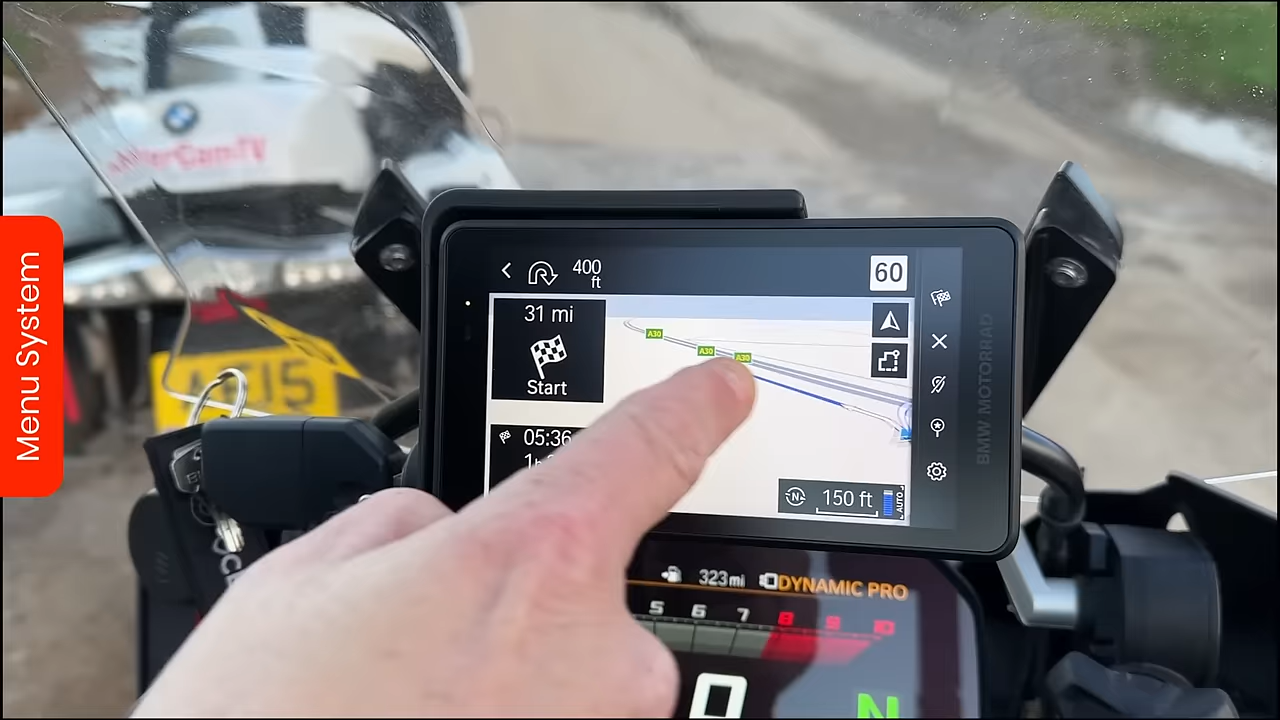 Menu System
400
ft
60
31 mi
Start
A30
A30
A30
05:36
150 ft
AUTO
N
BMW MOTORRAD
323mi
DYNAMIC PRO
5 6 7 8 9 10
0
N